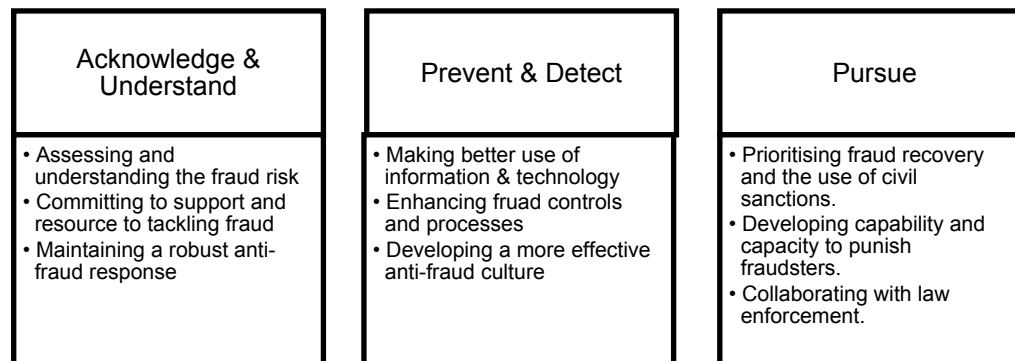 Acknowledge &
Understand
• Assessing and
understanding the fraud risk
• Committing to support and
resource to tackling fraud
• Maintaining a robust anti-
fraud response
Prevent & Detect
• Making better use of
information & technology
• Enhancing fruad controls
and processes
• Developing a more effective
anti-fraud culture
Pursue
• Prioritising fraud recovery
and the use of civil
sanctions.
• Developing capability and
capacity to punish
fraudsters.
• Collaborating with law
enforcement.